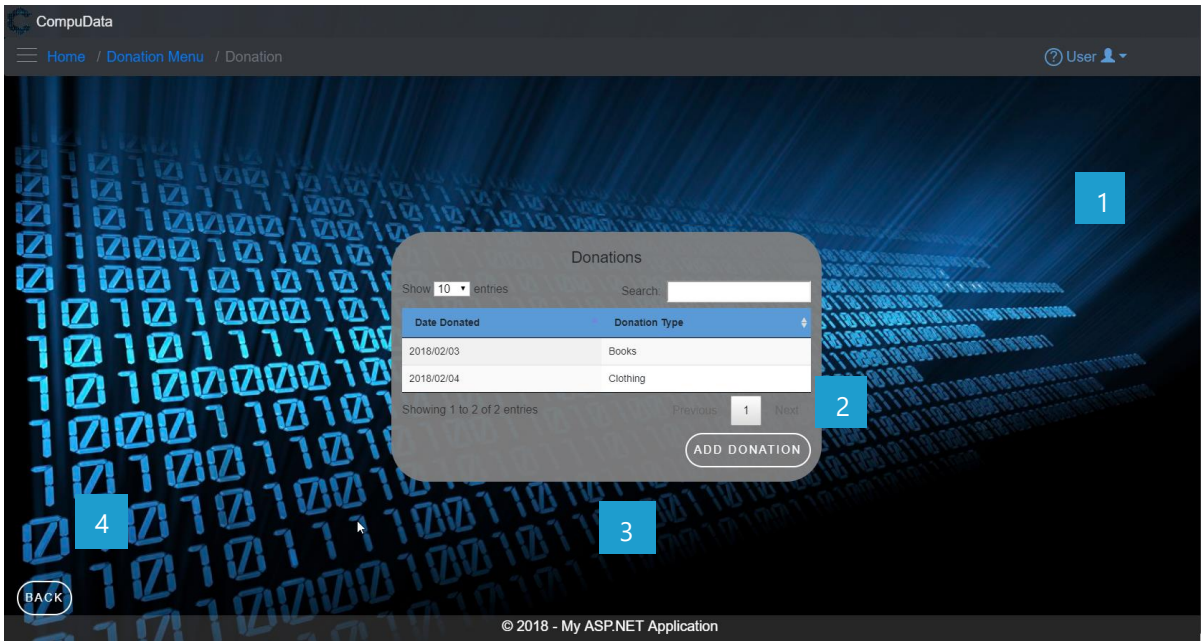 CompuData
Home / Donation Menu / Donation
? User
1
Donations
Show 10 entries
Search:
Date Donated Donation Type
2018/02/03 Books
2018/02/04 Clothing
Showing 1 to 2 of 2 entries
Previous 1 Next
2
ADD DONATION
4
3
BACK
© 2018 - My ASP.NET Application